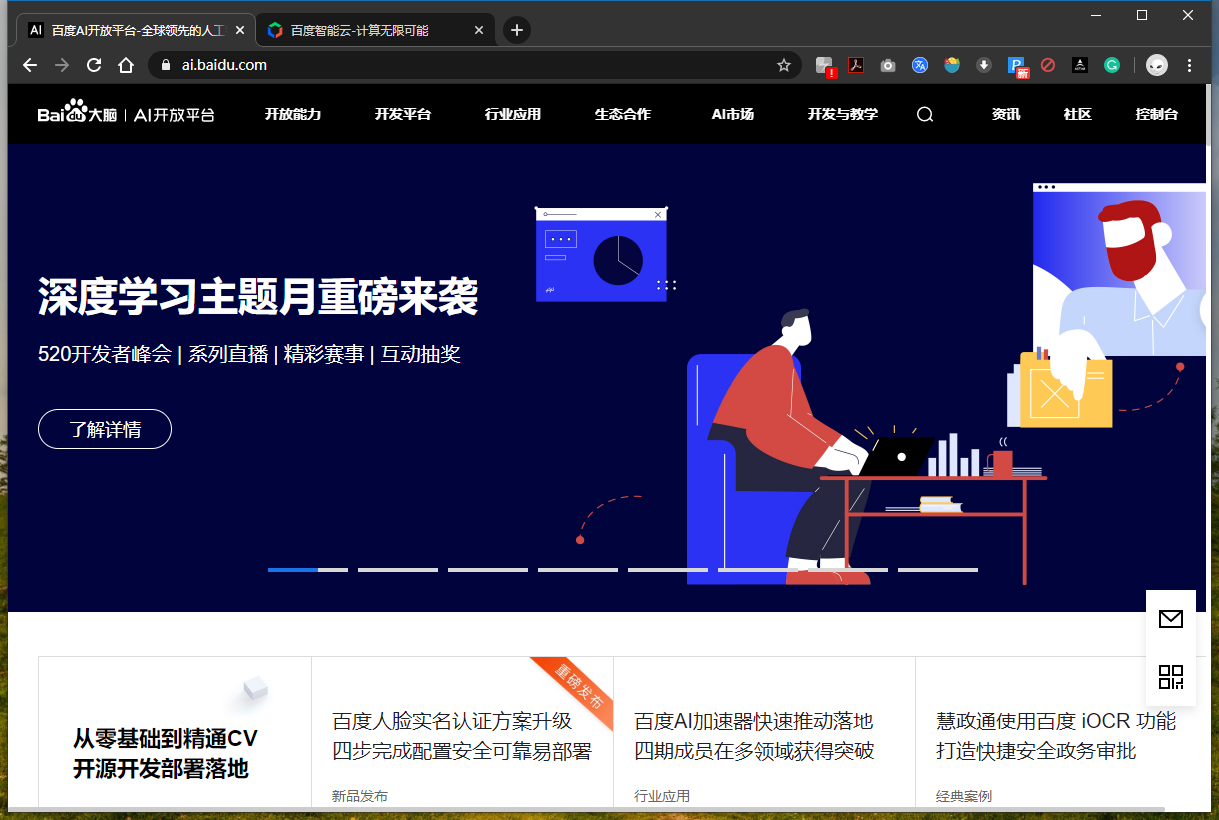 百度AI开放平台-全球领先的人工
百度智能云-计算无限可能
ai.baidu.com
Baidu大脑 | AI开放平台
开放能力
开发平台
行业应用
生态合作
AI市场
开发与教学
资讯
社区
控制台
深度学习主题月重磅来袭
520开发者峰会 | 系列直播 | 精彩赛事 | 互动抽奖
了解详情
从零基础到精通CV
开源开发部署落地
重磅发布
百度人脸实名认证方案升级
四步完成配置安全可靠易部署
新品发布
百度AI加速器快速推动落地
四期成员在多领域获得突破
行业应用
慧政通使用百度 iOCR 功能
打造快捷安全政务审批
经典案例